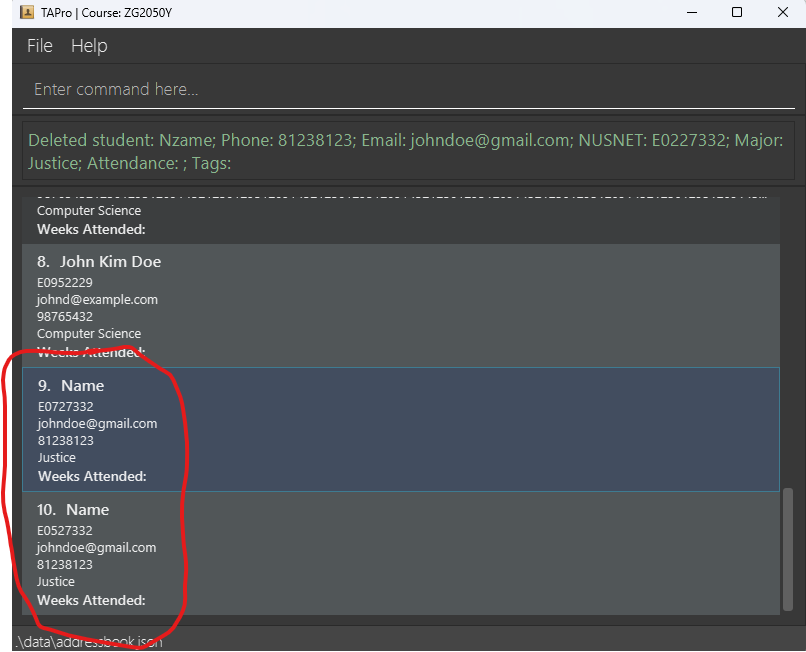 TAPro | Course: ZG2050Y
File Help
Enter command here...
Deleted student: Nzame; Phone: 81238123; Email: johndoe@gmail.com; NUSNET: E0227332; Major:
Justice; Attendance: ; Tags:
Computer Science
Weeks Attended:
8. John Kim Doe
E0952229
johnd@example.com
98765432
Computer Science
Weeks Attended:
9. Name
E0727332
johndoe@gmail.com
81238123
Justice
Weeks Attended:
10. Name
E0527332
johndoe@gmail.com
81238123
Justice
Weeks Attended:
.\data\addressbook.json